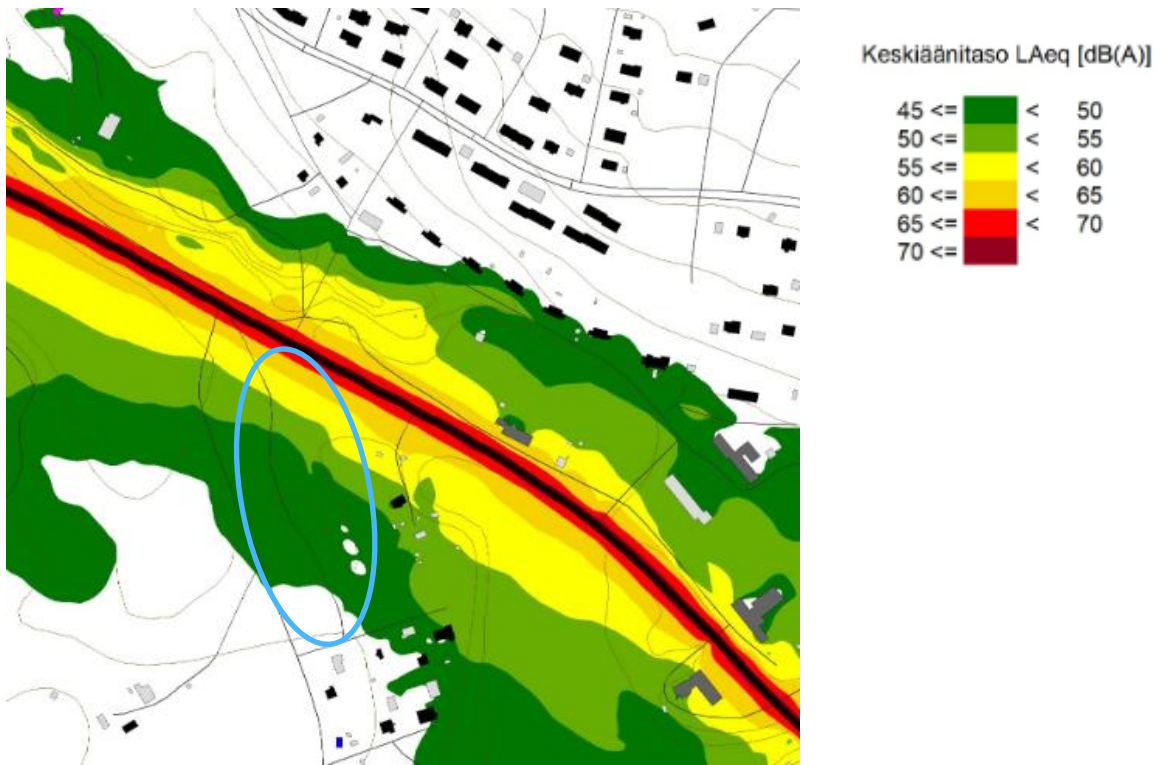 Keskiäänitaso LAeq [dB(A)]
45 <= < 50
50 <= < 55
55 <= < 60
60 <= < 65
65 <= < 70
70 <=